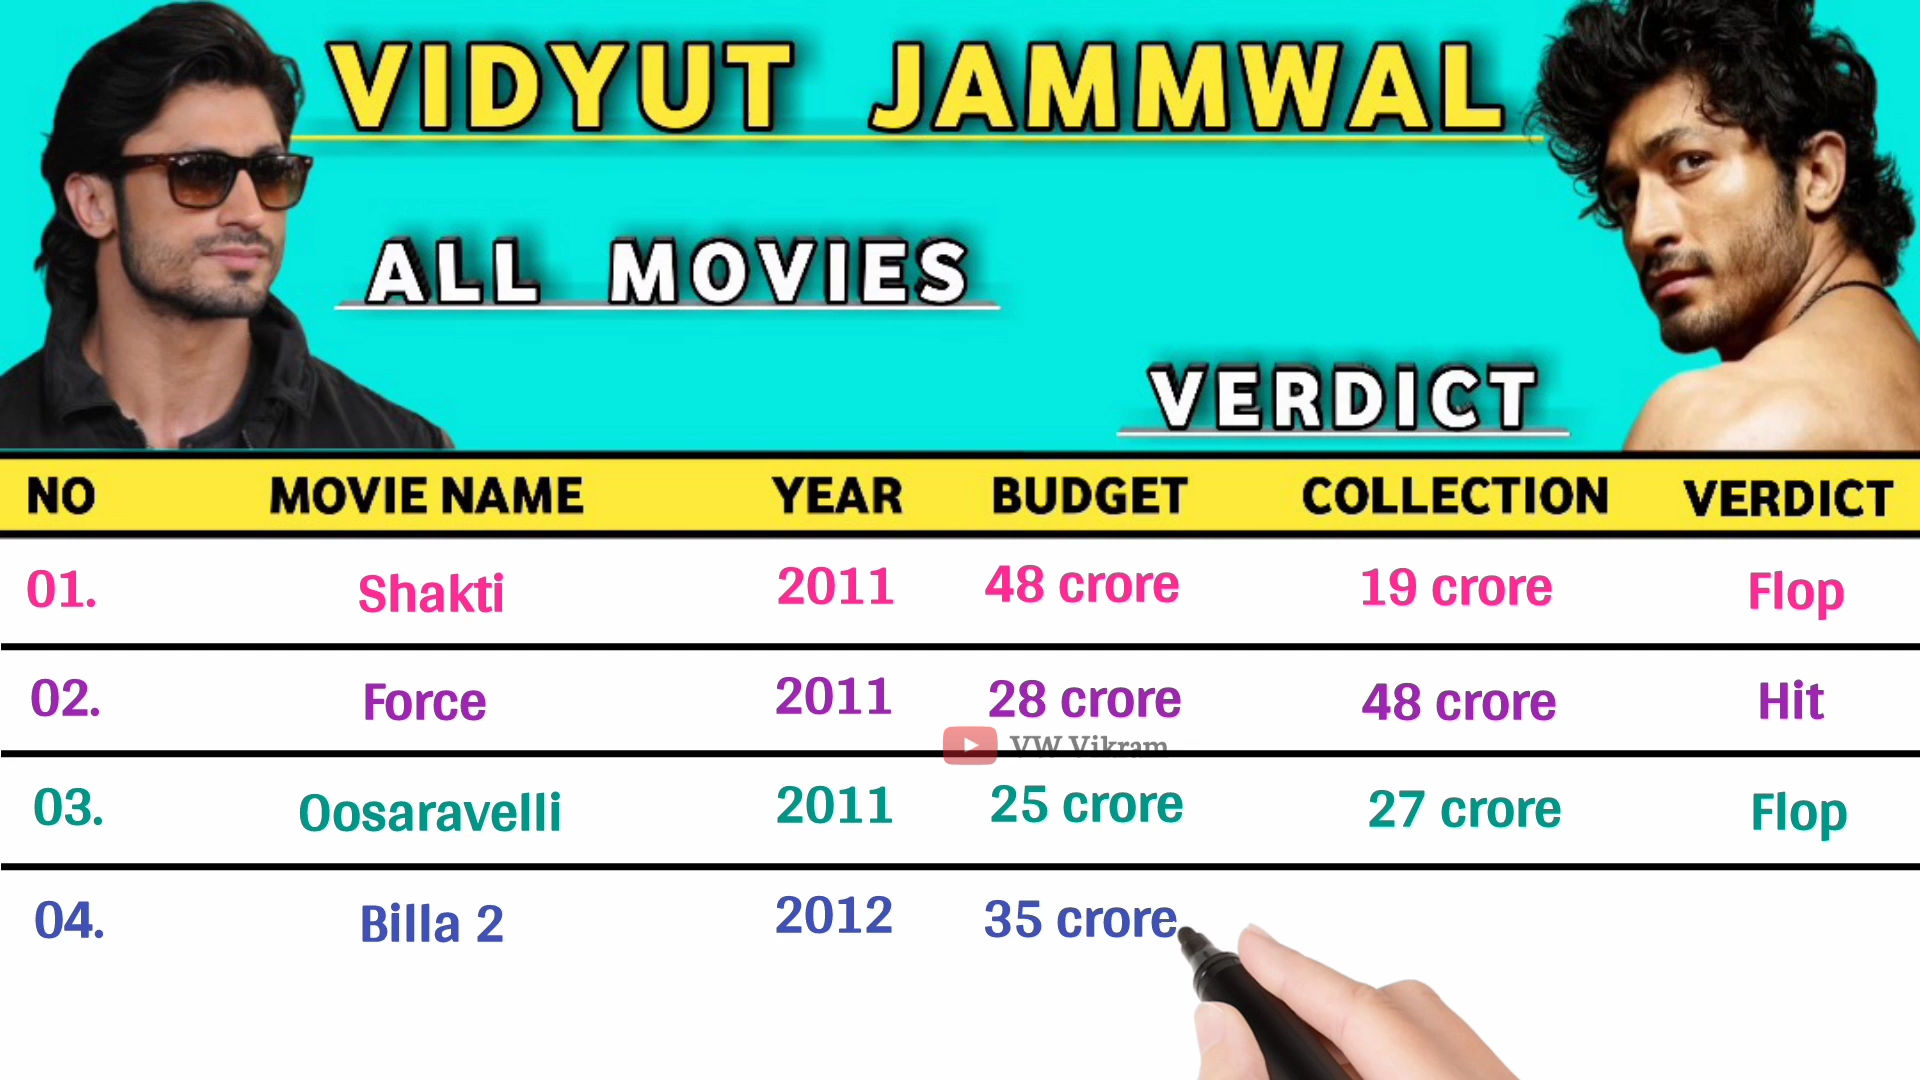 VIDYUT JAMMWAL
ALL MOVIES
VERDICT
NO MOVIE NAME YEAR BUDGET COLLECTION VERDICT
01. Shakti 2011 48 crore 19 crore Flop
02. Force 2011 28 crore 48 crore Hit
VW Vikram
03. Oosaravelli 2011 25 crore 27 crore Flop
04. Billa 2 2012 35 crore